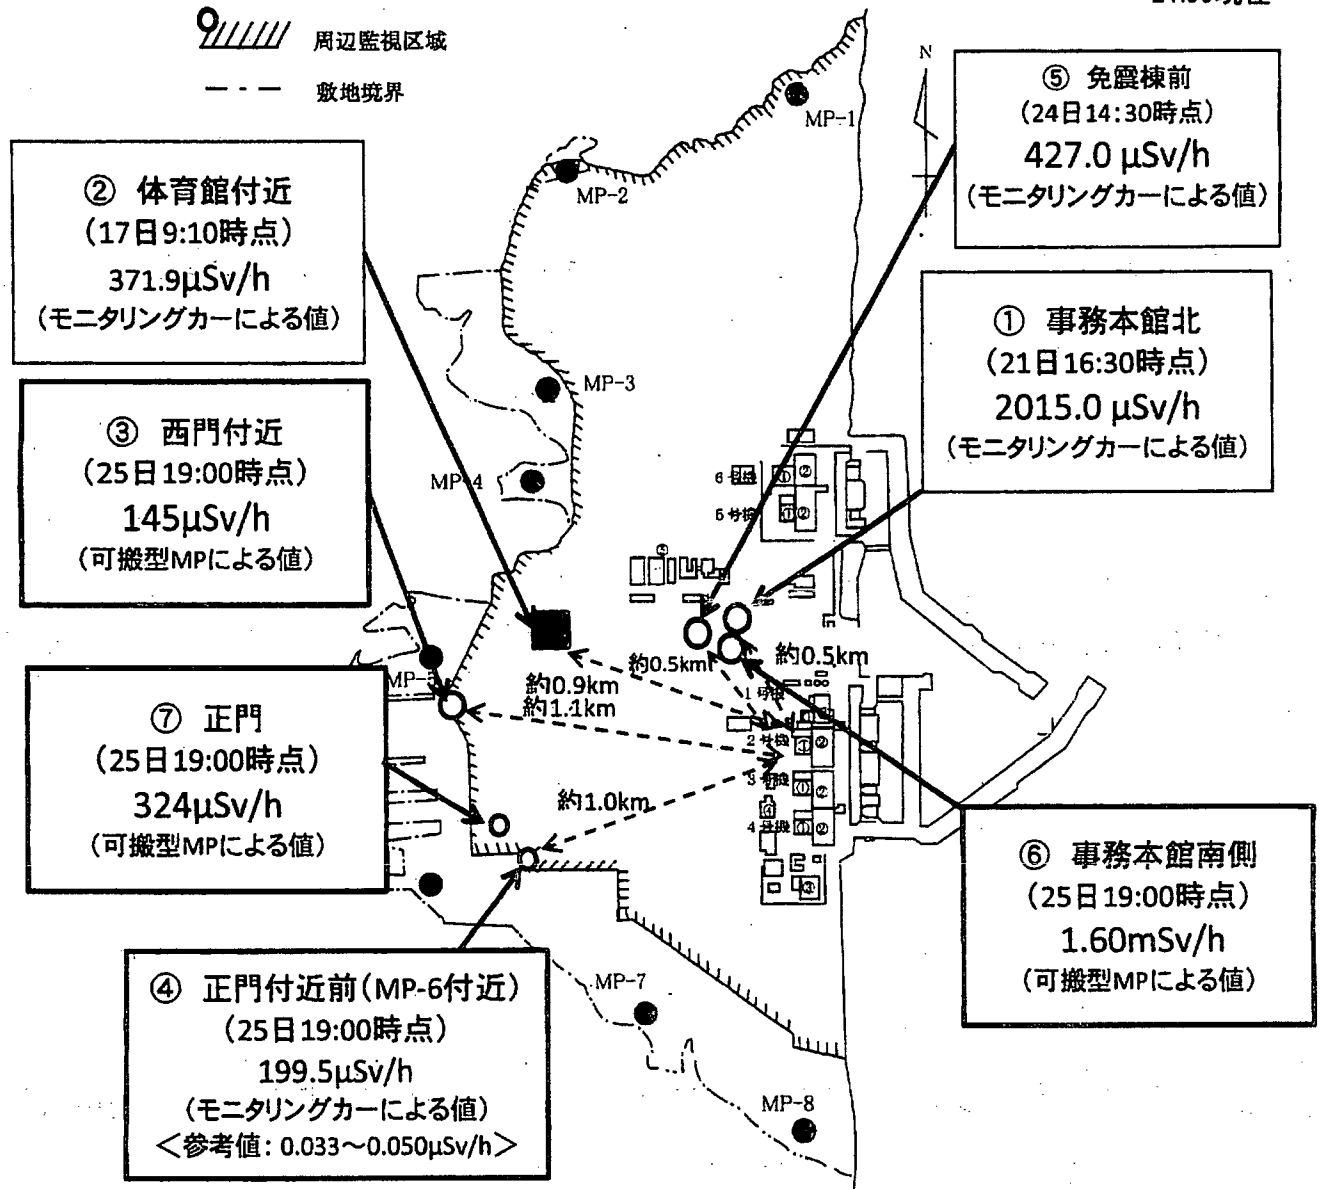 周辺監視区域
敷地境界
N
⑤ 免震棟前
(24日14:30時点)
427.0 μSv/h
(モニタリングカーによる値)
MP-1
② 体育館付近
(17日9:10時点)
371.9μSv/h
(モニタリングカーによる値)
MP-2
① 事務本館北
(21日16:30時点)
2015.0 μSv/h
(モニタリングカーによる値)
MP-3
③ 西門付近
(25日19:00時点)
145μSv/h
(可搬型MPによる値)
MP-4
6号機
① ②
5号機
① ②
約0.5km
約0.5km
約0.9km
約1.1km
MP-
⑦ 正門
(25日19:00時点)
324μSv/h
(可搬型MPによる値)
1号機
2号機
① ②
3号機
②
約1.0km
4号機
① ②
③
⑥ 事務本館南側
(25日19:00時点)
1.60mSv/h
(可搬型MPによる値)
④ 正門付近前(MP-6付近)
(25日19:00時点)
199.5μSv/h
(モニタリングカーによる値)
<参考値: 0.033〜0.050μSv/h>
MP-7
MP-8